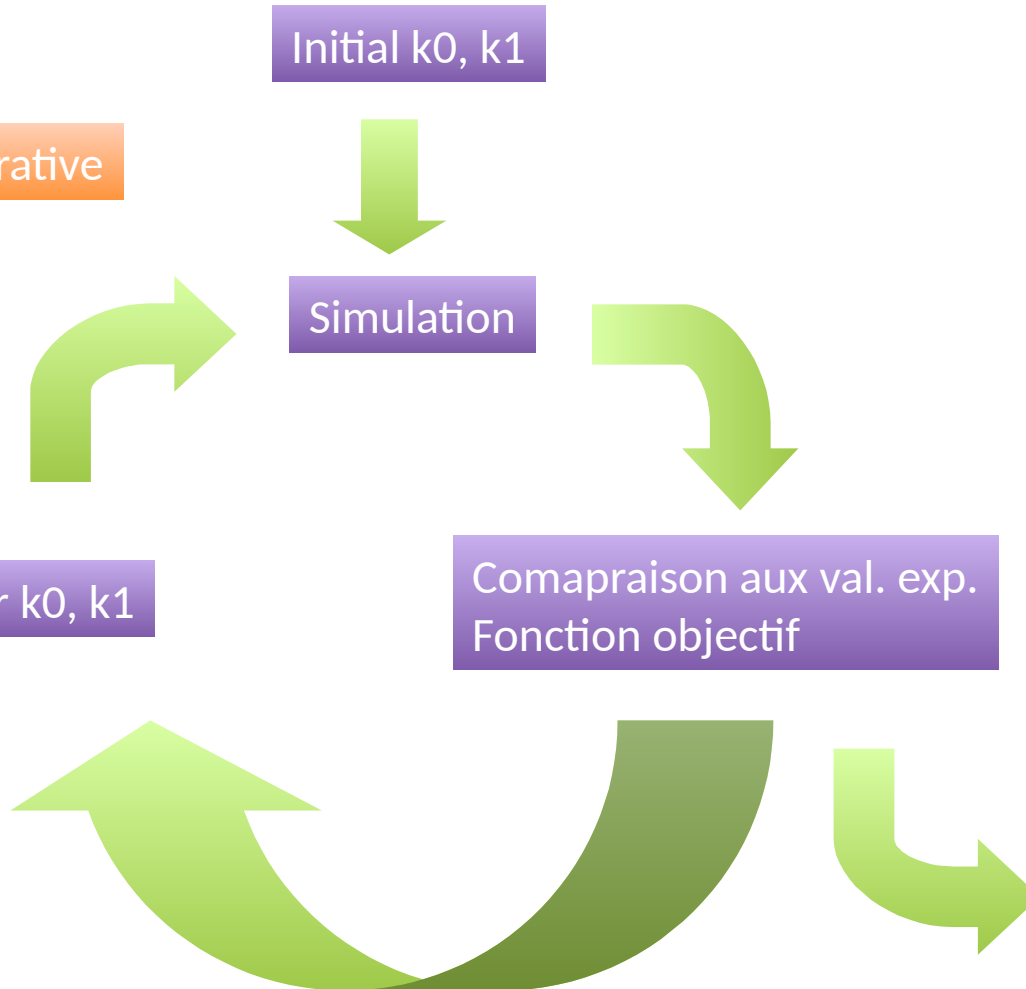 Initial k0, k1
rative
Simulation
Comapraison aux val. exp.
Fonction objectif
r k0, k1